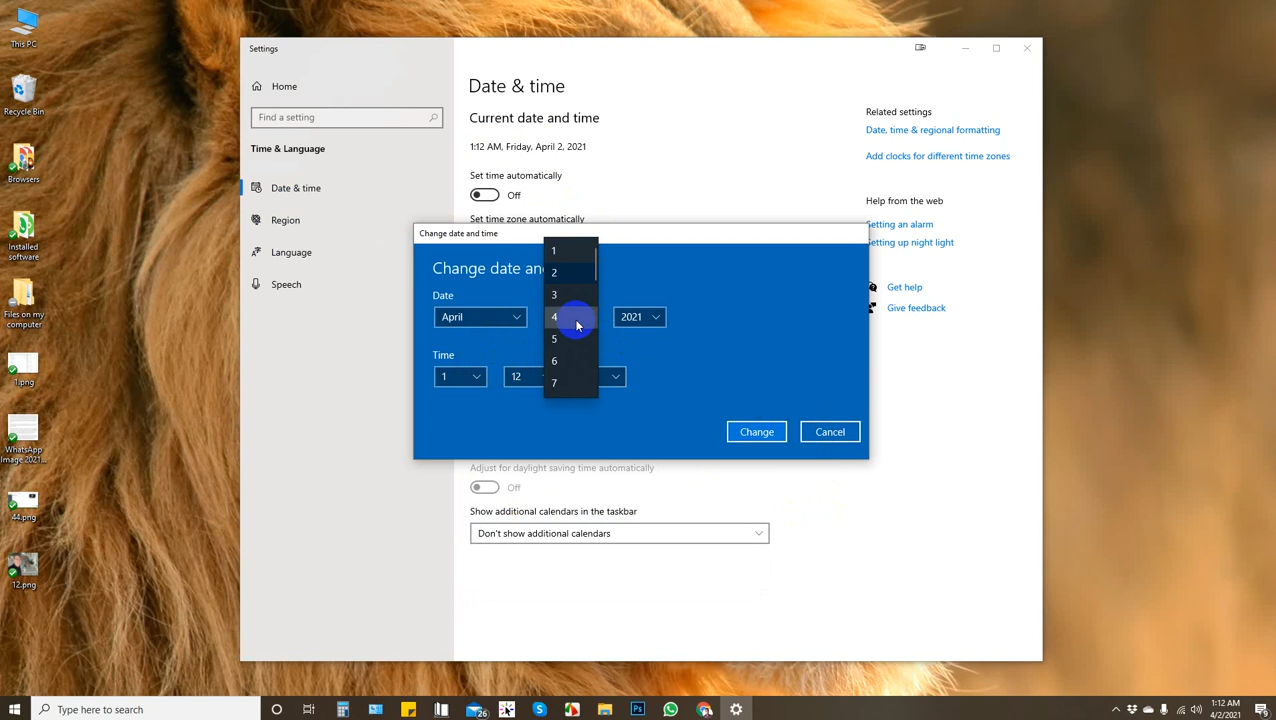 This PC
Recycle Bin
Browsers
Installed
software
Files on my
computer
1.png
WhatsApp
Image 2021...
44.png
12.png
Settings
Home
Find a setting
Time & Language
Date & time
Region
Language
Speech
Date & time
Current date and time
1:12 AM, Friday, April 2, 2021
Set time automatically
Off
Set time zone automatically
Related settings
Date, time & regional formatting
Add clocks for different time zones
Help from the web
Setting an alarm
Setting up night light
Get help
Give feedback
Change date and time
Change date and
Date
April
1
2
3
4
5
6
7
2021
Time
1
12
Change
Cancel
Adjust for daylight saving time automatically
Off
Show additional calendars in the taskbar
Don't show additional calendars
Type here to search
26
1:12 AM
4/2/2021
9